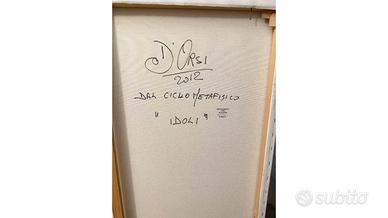 D'Orsi
2012
DAL CICLO METAFISICO
"IDOLI"
subito